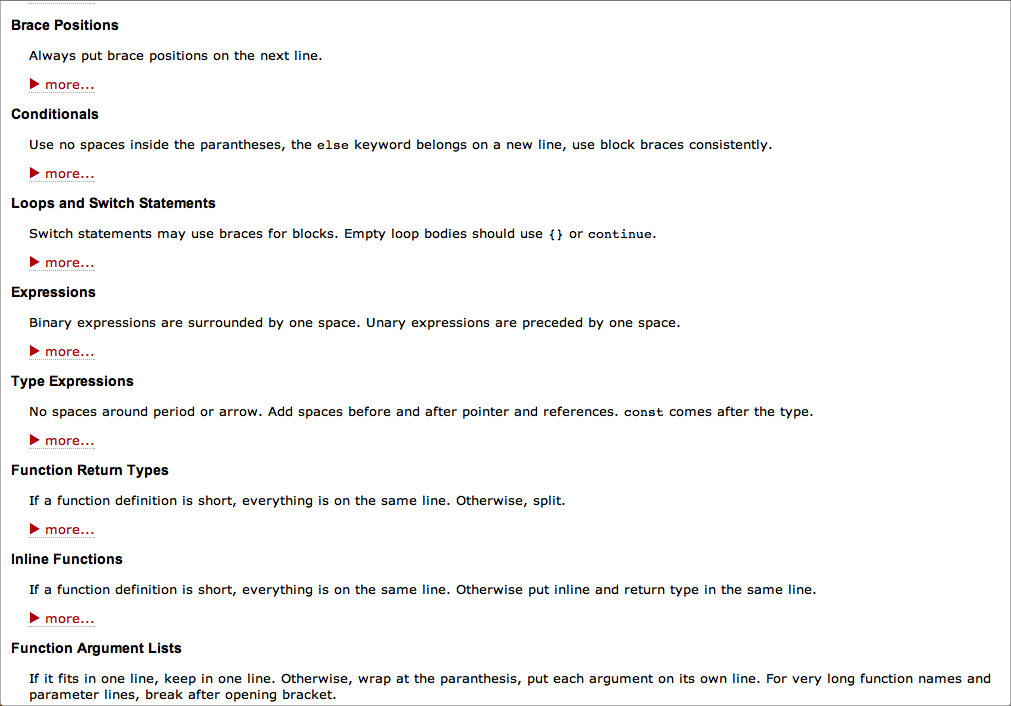 Brace Positions
Always put brace positions on the next line.
▶ more...
Conditionals
Use no spaces inside the parantheses, the else keyword belongs on a new line, use block braces consistently.
▶ more...
Loops and Switch Statements
Switch statements may use braces for blocks. Empty loop bodies should use {} or continue.
▶ more...
Expressions
Binary expressions are surrounded by one space. Unary expressions are preceded by one space.
▶ more...
Type Expressions
No spaces around period or arrow. Add spaces before and after pointer and references. const comes after the type.
▶ more...
Function Return Types
If a function definition is short, everything is on the same line. Otherwise, split.
▶ more...
Inline Functions
If a function definition is short, everything is on the same line. Otherwise put inline and return type in the same line.
▶ more...
Function Argument Lists
If it fits in one line, keep in one line. Otherwise, wrap at the paranthesis, put each argument on its own line. For very long function names and
parameter lines, break after opening bracket.